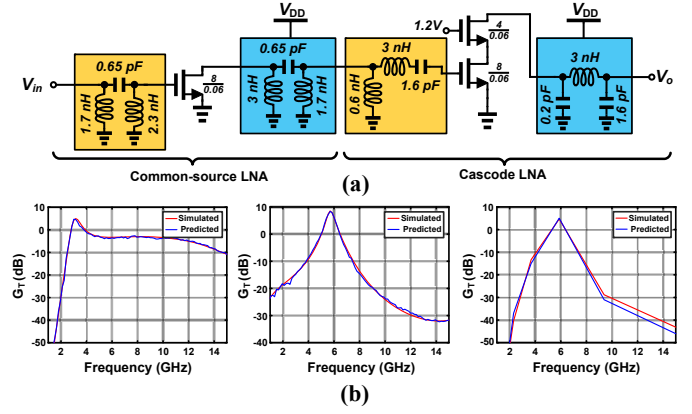 V_DD
V_DD
0.65 pF
1.2V
4/0.06
0.65 pF
3 nH
3 nH
V_in
8/0.06
8/0.06
V_o
1.6 pF
1.7 nH
2.3 nH
3 nH
1.7 nH
0.6 nH
0.2 pF
1.6 pF
Common-source LNA
(a)
Cascode LNA
10
0
-10
-20
-30
-40
-50
G_T (dB)
Simulated
Predicted
2 4 6 8 10 12 14
Frequency (GHz)
10
0
-10
-20
-30
-40
G_T (dB)
Simulated
Predicted
2 4 6 8 10 12 14
Frequency (GHz)
10
0
-10
-20
-30
-40
-50
G_T (dB)
Simulated
Predicted
2 4 6 8 10 12 14
Frequency (GHz)
(b)